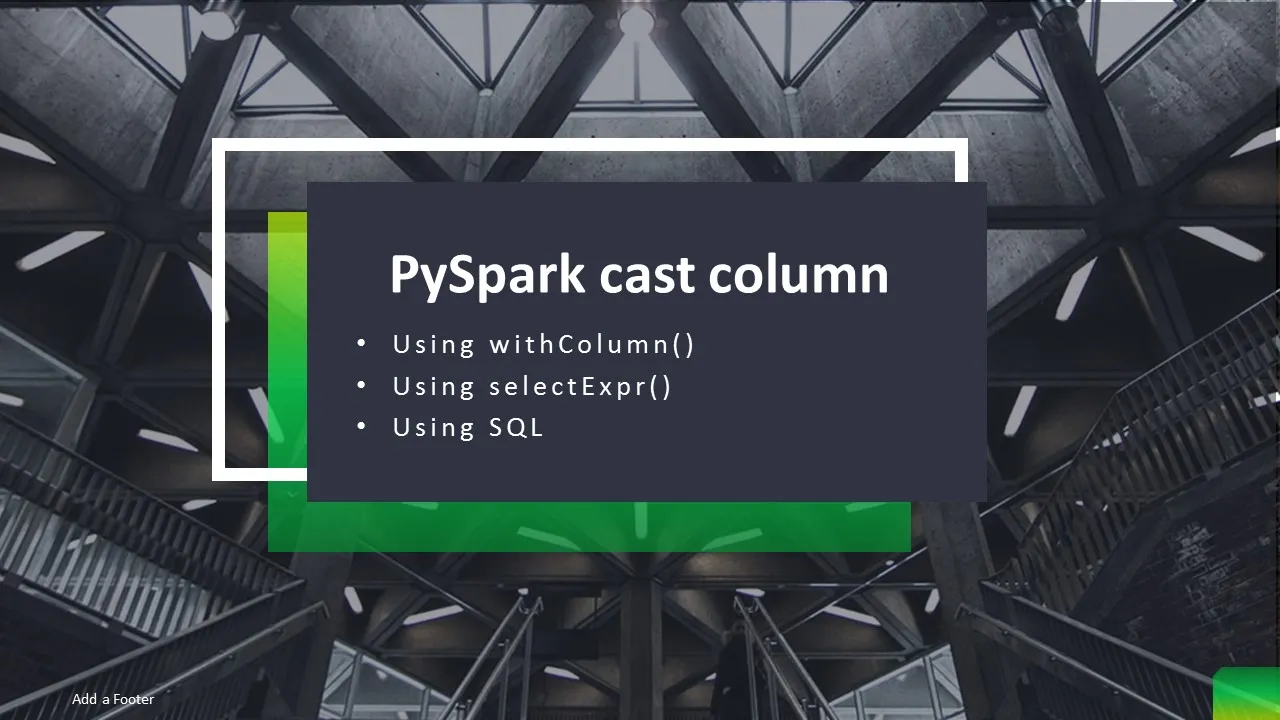 PySpark cast column
• Using withColumn()
• Using selectExpr()
• Using SQL
Add a Footer